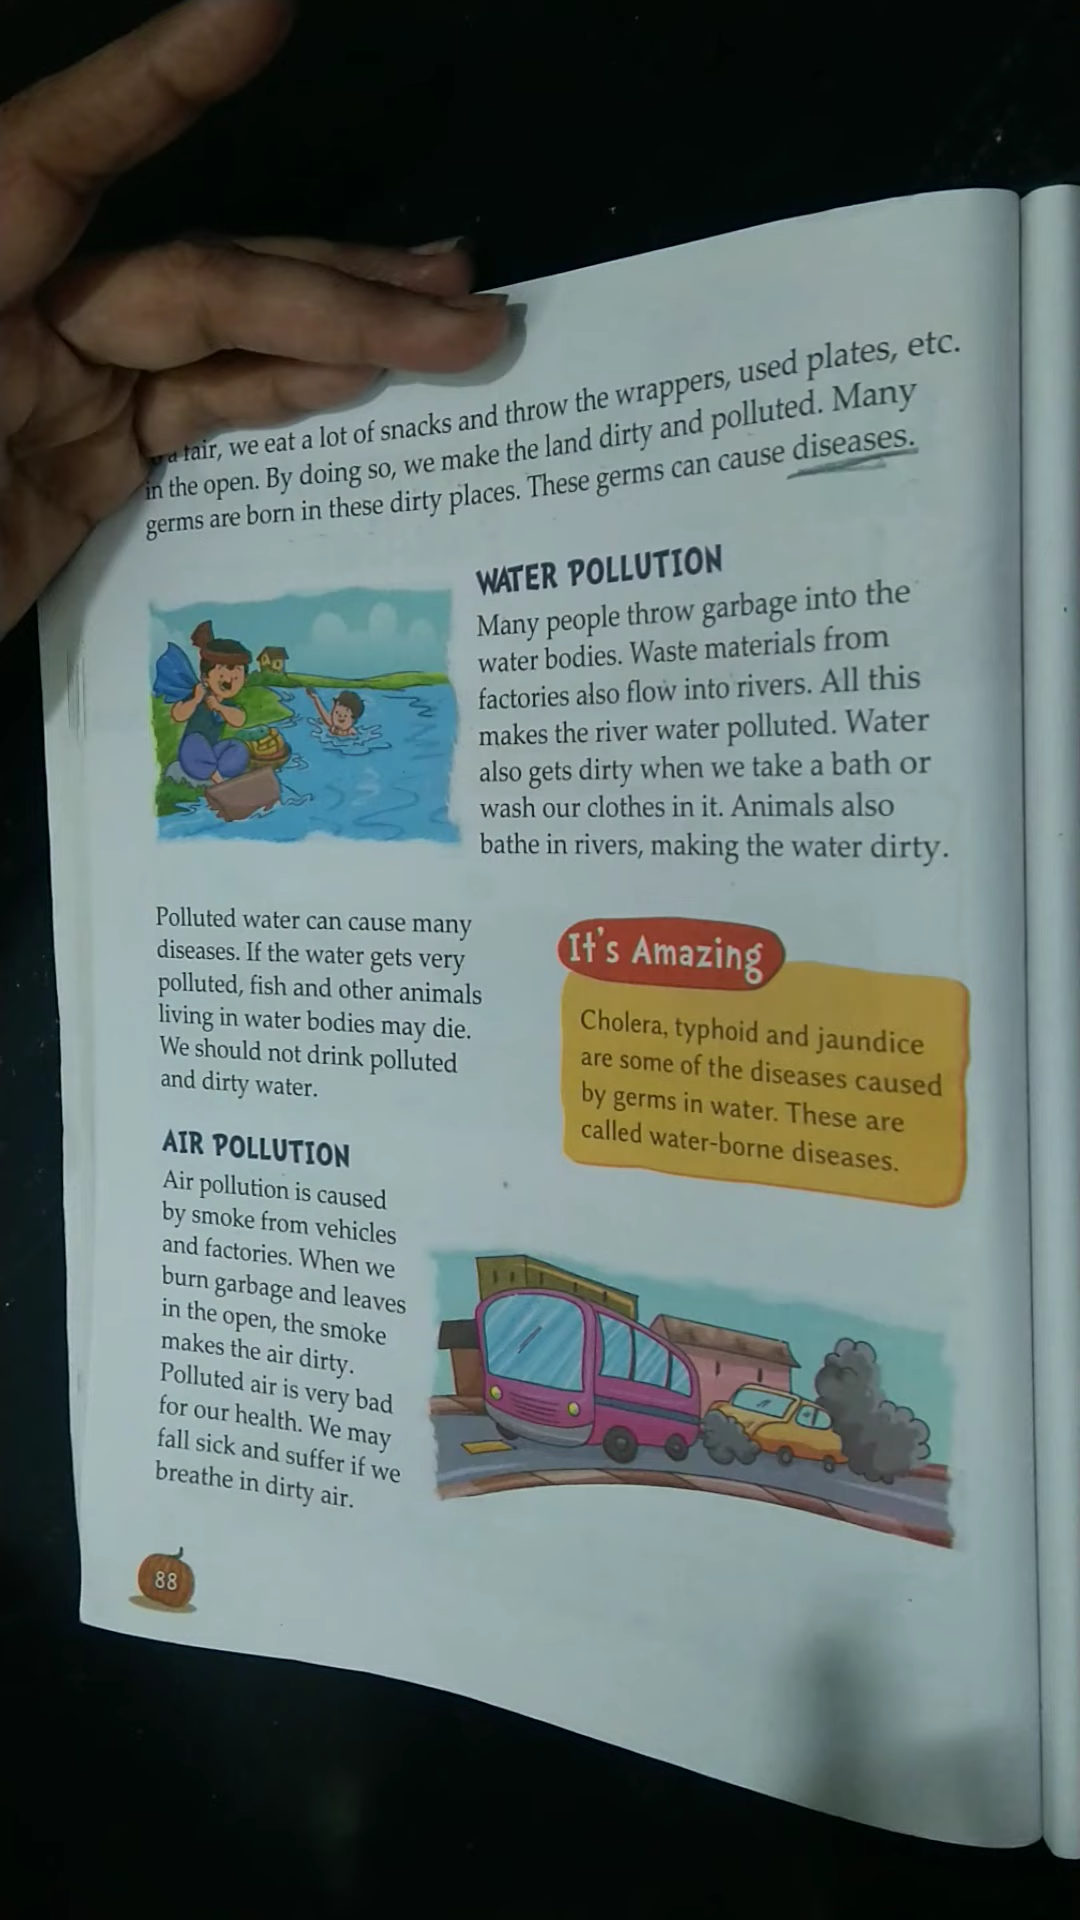 a fair, we eat a lot of snacks and throw the wrappers, used plates, etc.
in the open. By doing so, we make the land dirty and polluted. Many
germs are born in these dirty places. These germs can cause diseases.
WATER POLLUTION
Many people throw garbage into the
water bodies. Waste materials from
factories also flow into rivers. All this
makes the river water polluted. Water
also gets dirty when we take a bath or
wash our clothes in it. Animals also
bathe in rivers, making the water dirty.
Polluted water can cause many
diseases. If the water gets very
polluted, fish and other animals
living in water bodies may die.
We should not drink polluted
and dirty water.
It's Amazing
Cholera, typhoid and jaundice
are some of the diseases caused
by germs in water. These are
called water-borne diseases.
AIR POLLUTION
Air pollution is caused
by smoke from vehicles
and factories. When we
burn garbage and leaves
in the open, the smoke
makes the air dirty.
Polluted air is very bad
for our health. We may
fall sick and suffer if we
breathe in dirty air.
88